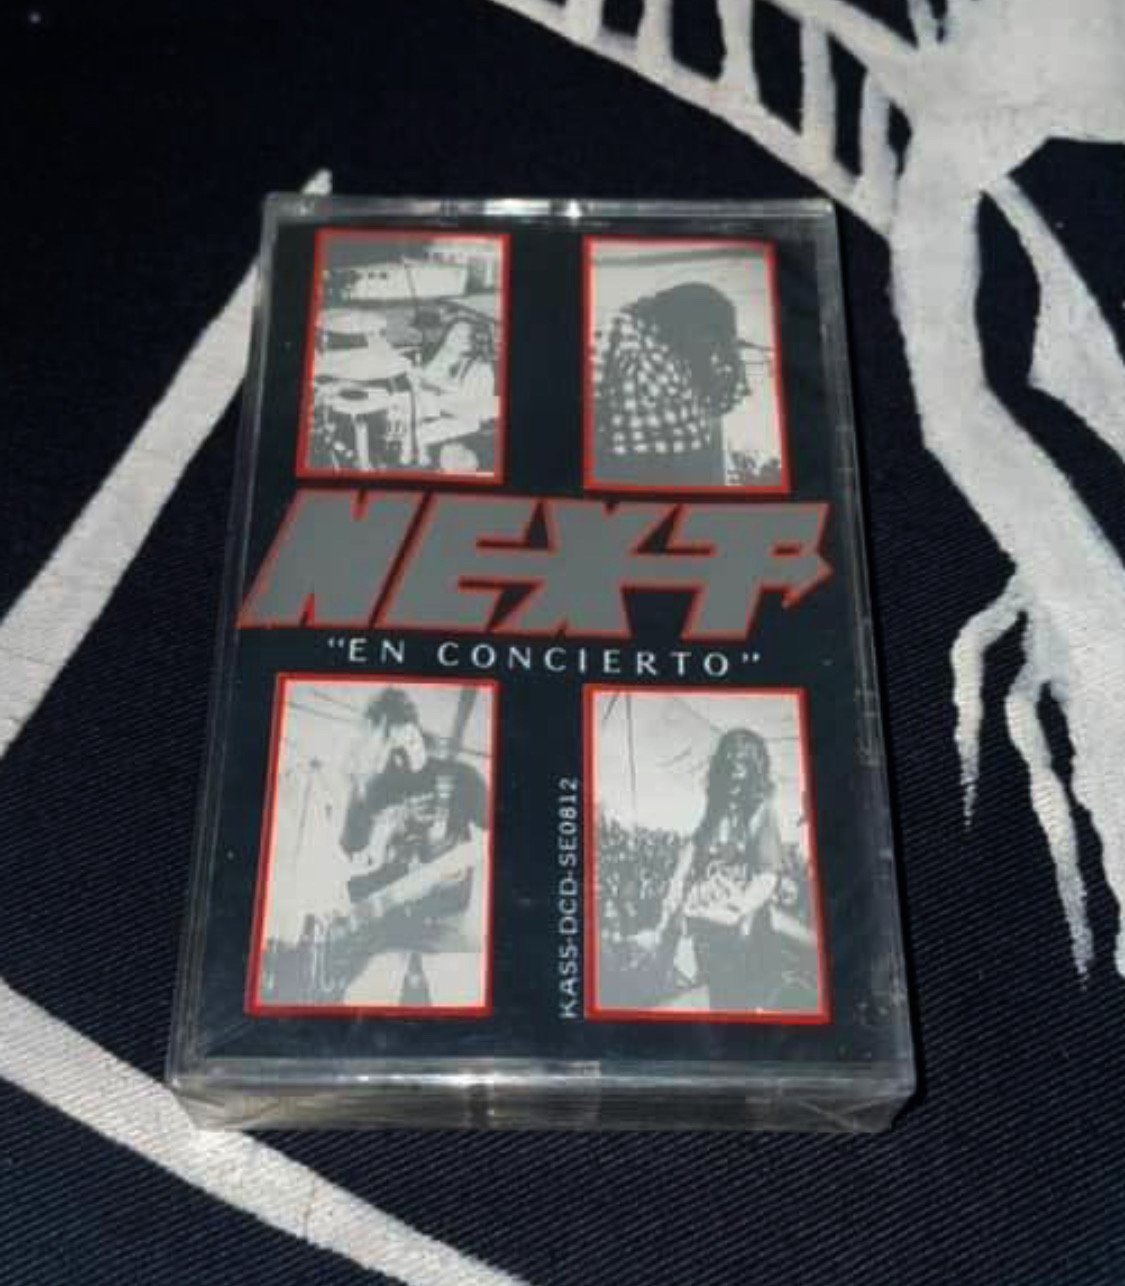 NEXT
"EN CONCIERTO"
KASS-DCD-SE0812